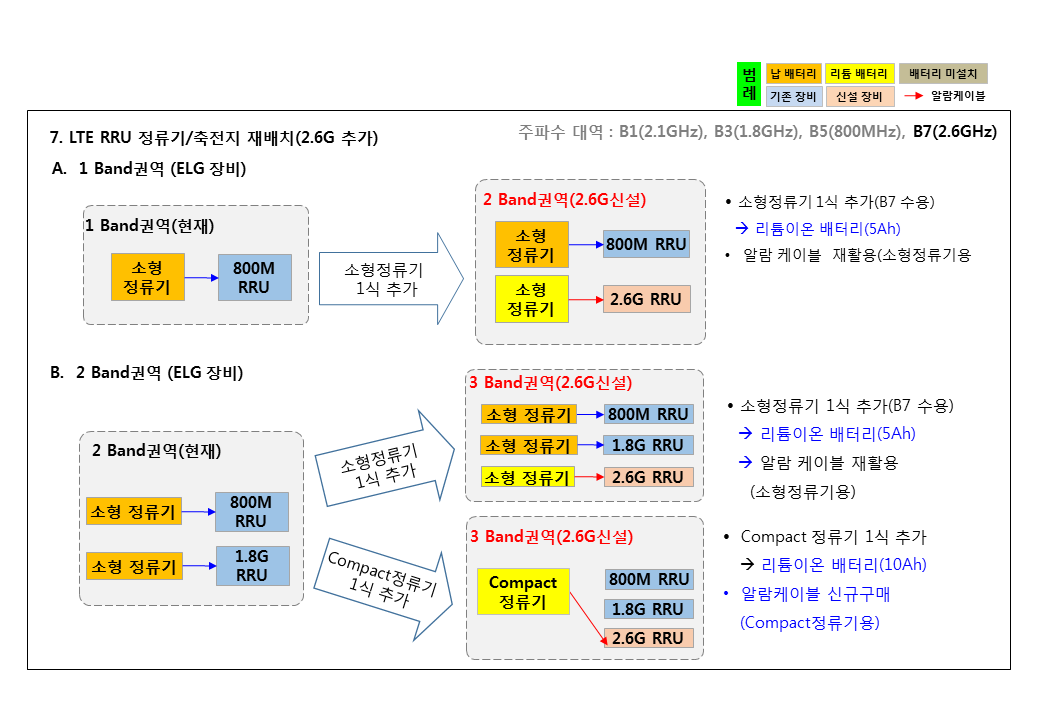 범
례
납 배터리
리튬 배터리
배터리 미설치
기존 장비
신설 장비
알람케이블
7. LTE RRU 정류기/축전지 재배치(2.6G 추가)
주파수 대역 : B1(2.1GHz), B3(1.8GHz), B5(800MHz), B7(2.6GHz)
A. 1 Band권역 (ELG 장비)
1 Band권역(현재)
소형
정류기
800M
RRU
소형정류기
1식 추가
2 Band권역(2.6G신설)
소형
정류기
800M RRU
소형
정류기
2.6G RRU
• 소형정류기 1식 추가(B7 수용)
→ 리튬이온 배터리(5Ah)
• 알람 케이블 재활용(소형정류기용
B. 2 Band권역 (ELG 장비)
2 Band권역(현재)
소형 정류기
800M
RRU
소형 정류기
1.8G
RRU
소형정류기
1식 추가
3 Band권역(2.6G신설)
소형 정류기
800M RRU
소형 정류기
1.8G RRU
소형 정류기
2.6G RRU
• 소형정류기 1식 추가(B7 수용)
→ 리튬이온 배터리(5Ah)
→ 알람 케이블 재활용
(소형정류기용)
Compact정류기
1식 추가
3 Band권역(2.6G신설)
Compact
정류기
800M RRU
1.8G RRU
2.6G RRU
• Compact 정류기 1식 추가
→ 리튬이온 배터리(10Ah)
• 알람케이블 신규구매
(Compact정류기용)